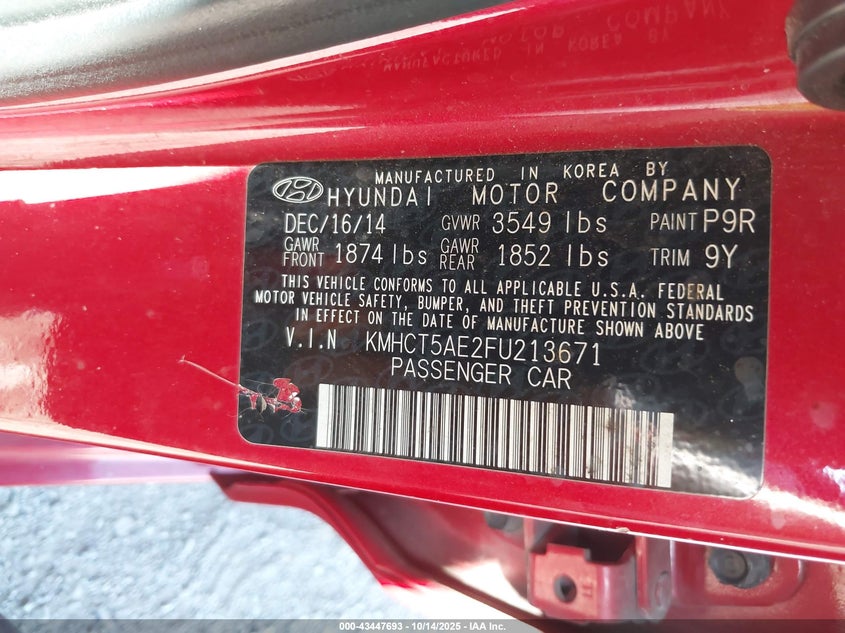 MANUFACTURED IN KOREA BY
HYUNDAI MOTOR COMPANY
DEC/16/14 GVWR 3549 lbs PAINT P9R
GAWR FRONT 1874 lbs GAWR REAR 1852 lbs TRIM 9Y
THIS VEHICLE CONFORMS TO ALL APPLICABLE U.S.A. FEDERAL
MOTOR VEHICLE SAFETY, BUMPER, AND THEFT PREVENTION STANDARDS
IN EFFECT ON THE DATE OF MANUFACTURE SHOWN ABOVE
V.I.N KMHCT5AE2FU213671
PASSENGER CAR
000-43447693 - 10/14/2025 - IAA Inc.